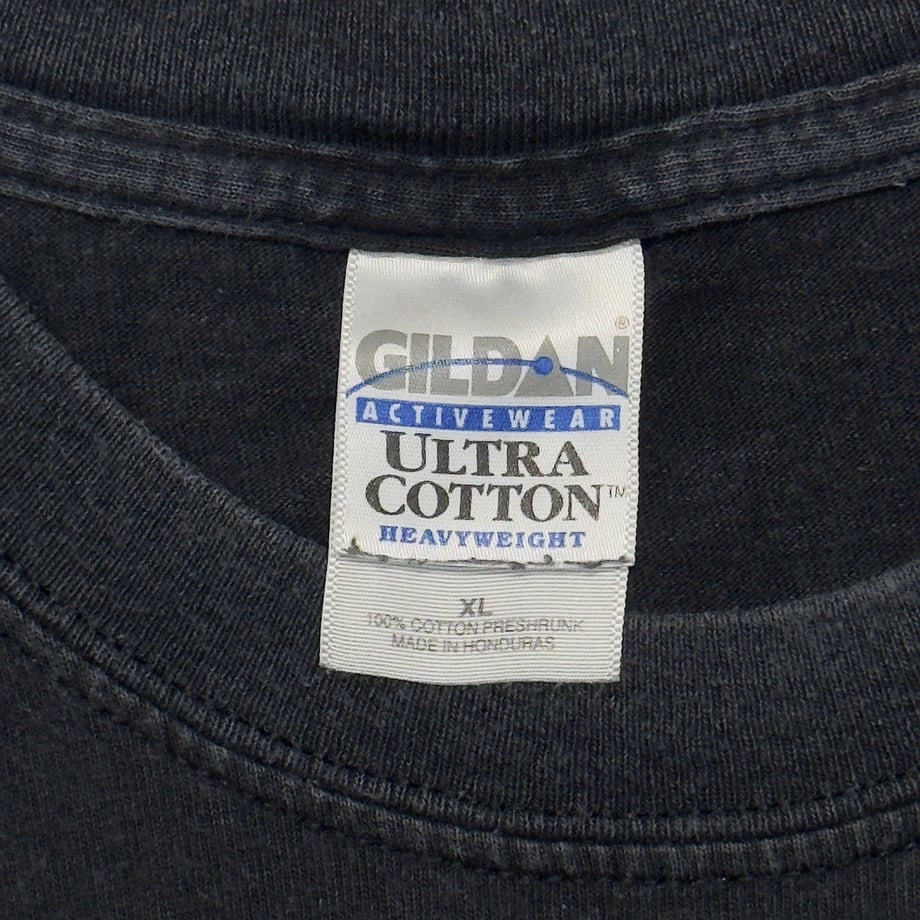 GILDAN®
ACTIVEWEAR
ULTRA
COTTON™
HEAVYWEIGHT
XL
100% COTTON PRESHRUNK
MADE IN HONDURAS